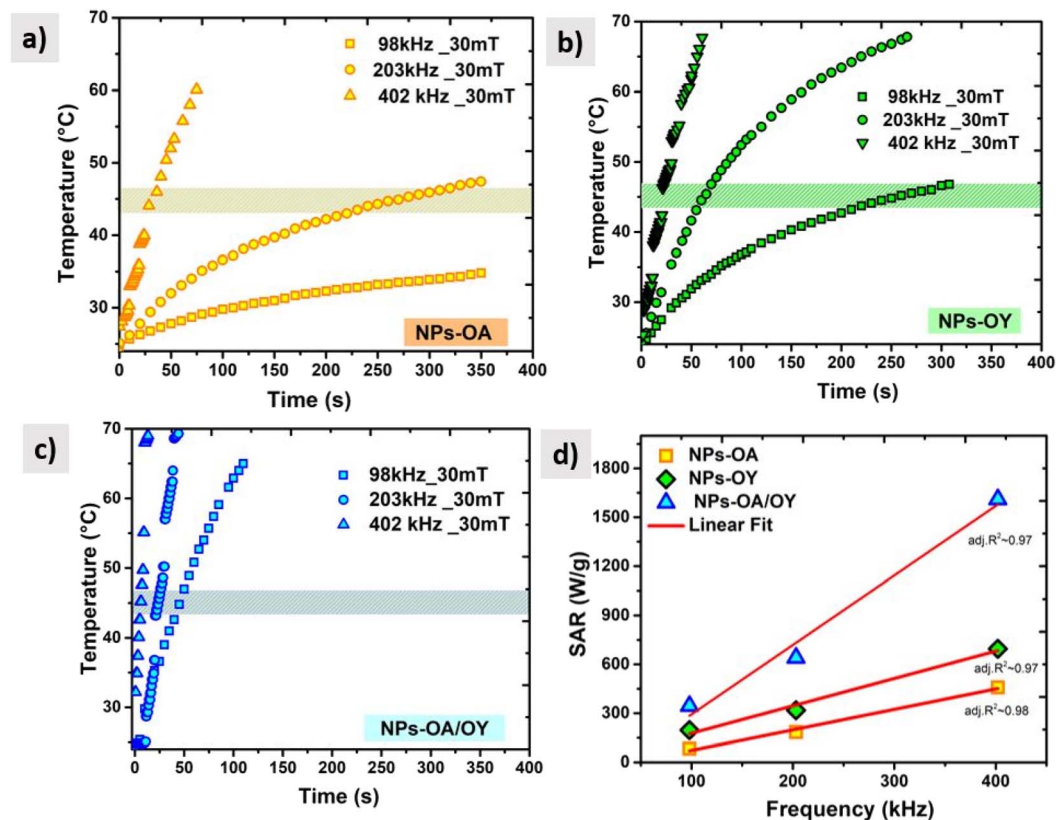 a)
70
60
50
40
30
Temperature (°C)
98kHz _30mT
203kHz _30mT
402 kHz _30mT
NPs-OA
0 50 100 150 200 250 300 350 400
Time (s)
b)
70
60
50
40
30
Temperature (°C)
98kHz _30mT
203kHz _30mT
402 kHz _30mT
NPs-OY
0 50 100 150 200 250 300 350 400
Time (s)
c)
70
60
50
40
30
Temperature (°C)
98kHz _30mT
203kHz _30mT
402 kHz _30mT
NPs-OA/OY
0 50 100 150 200 250 300 350 400
Time (s)
d)
1800
1500
1200
900
600
300
0
SAR (W/g)
NPs-OA
NPs-OY
NPs-OA/OY
Linear Fit
adj.R²~0.97
adj.R²~0.97
adj.R²~0.98
100 200 300 400
Frequency (kHz)